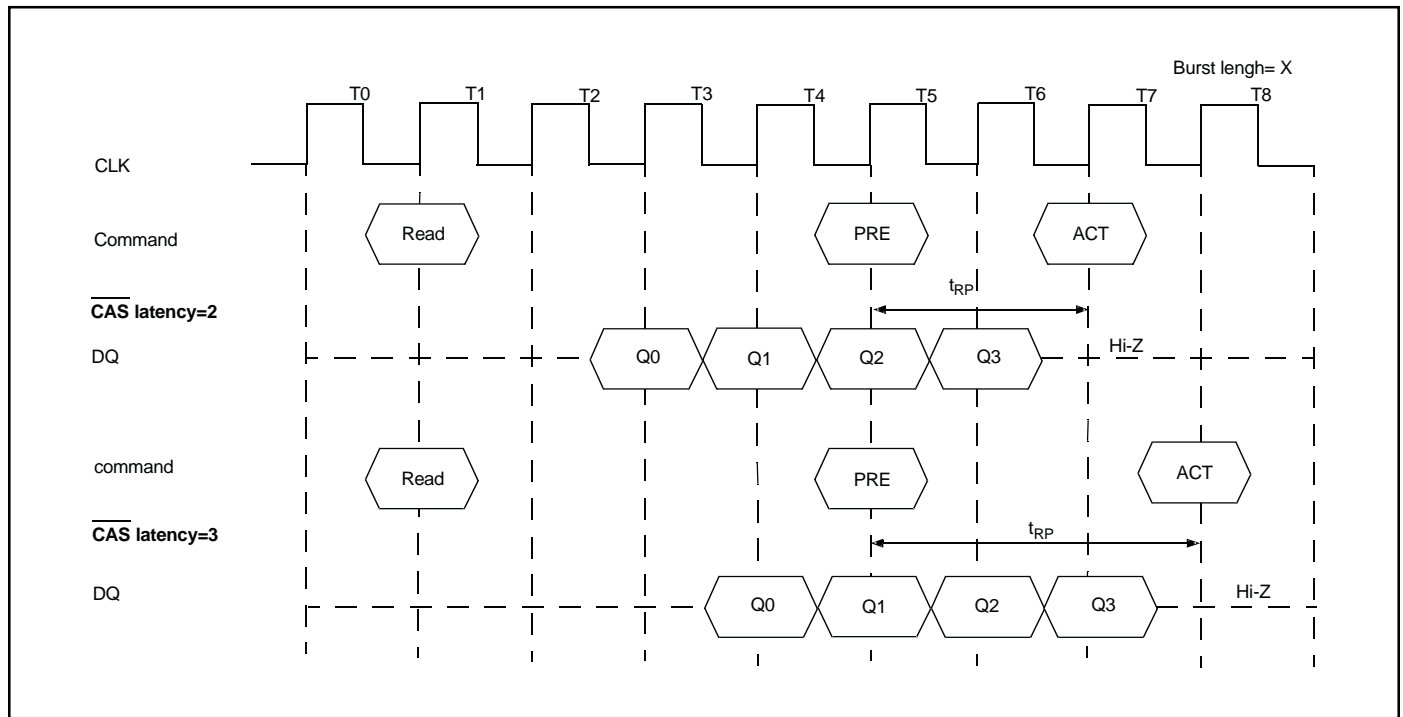 Burst lengh= X
T0 T1 T2 T3 T4 T5 T6 T7 T8
CLK
Command Read PRE ACT
tRP
CAS latency=2
DQ Q0 Q1 Q2 Q3 Hi-Z
command Read PRE ACT
tRP
CAS latency=3
DQ Q0 Q1 Q2 Q3 Hi-Z